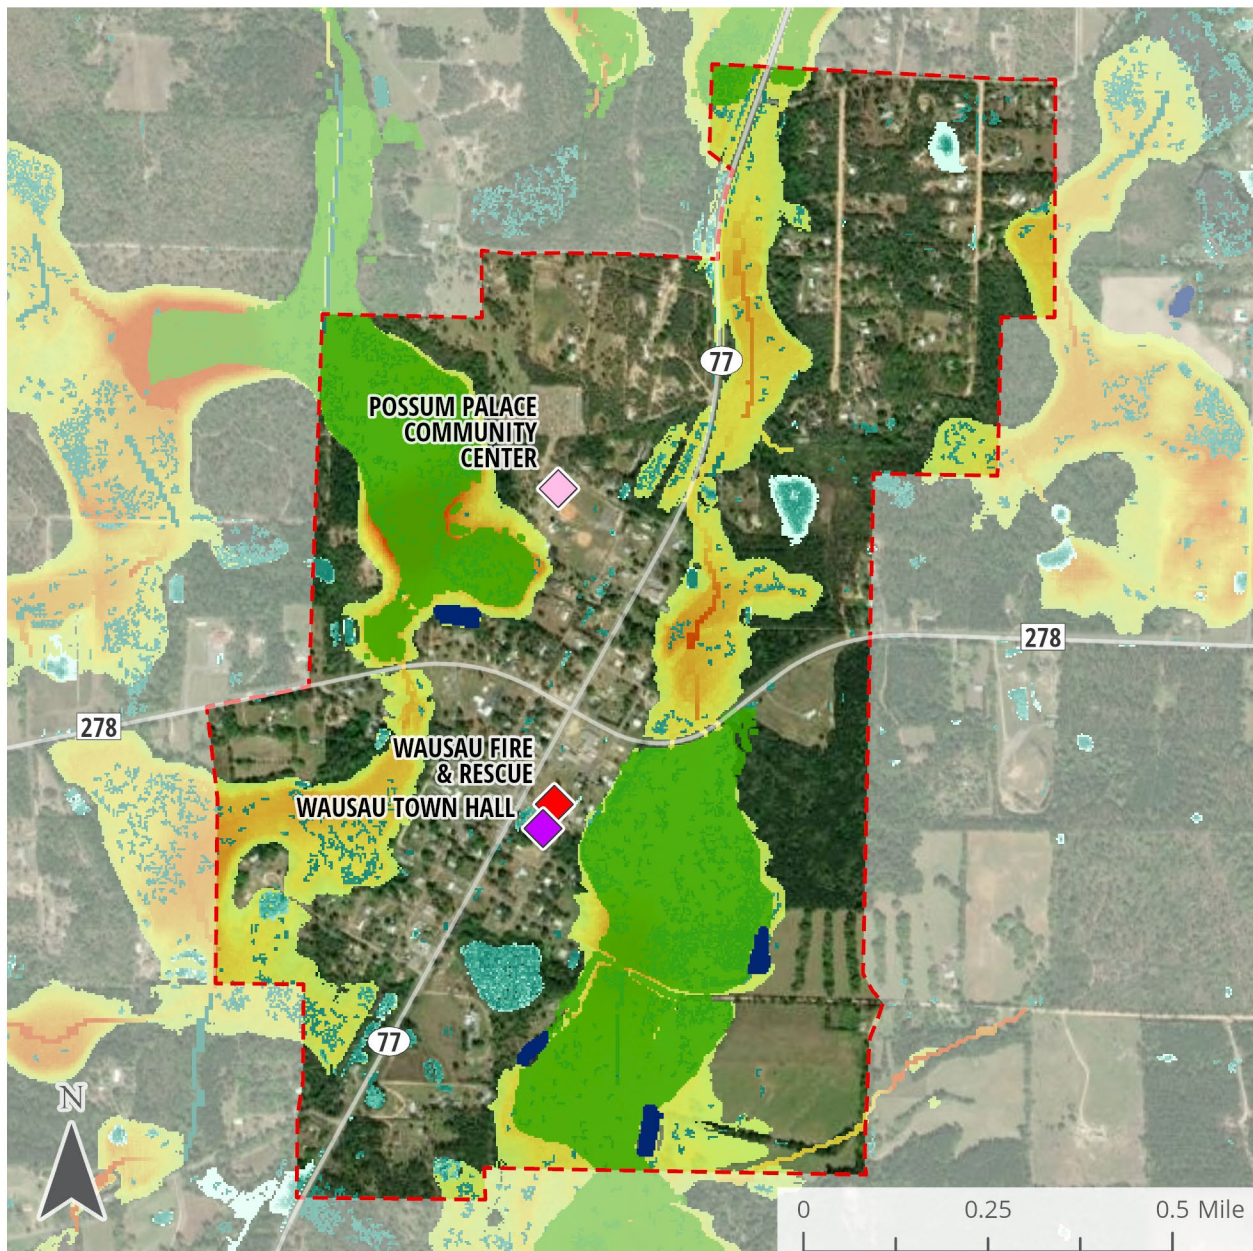 77
POSSUM PALACE
COMMUNITY
CENTER
278
278
WAUSAU FIRE
& RESCUE
WAUSAU TOWN HALL
77
N
0 0.25 0.5 Mile